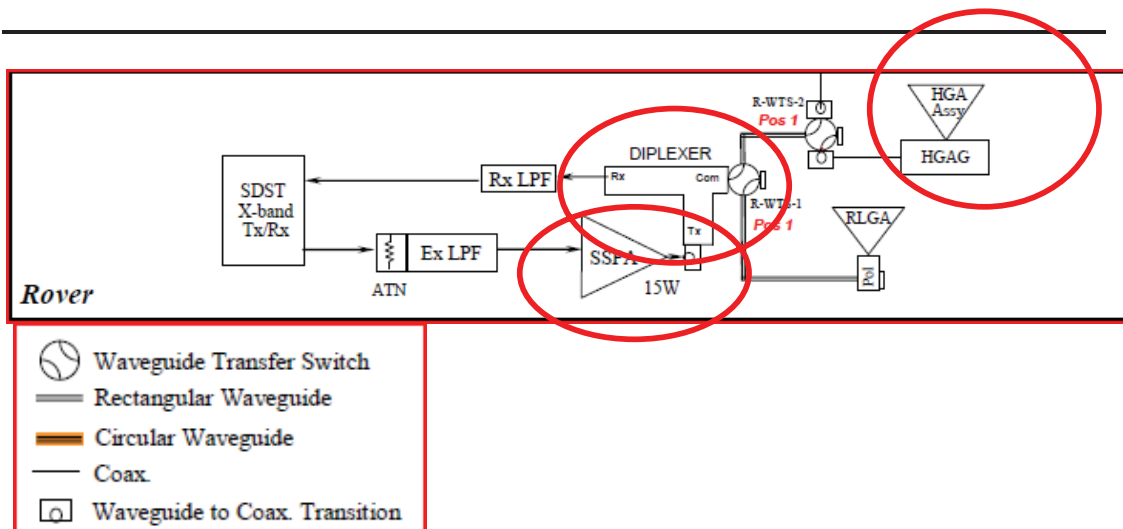 HGA
Assy
R-WTS-2
Pos 1
DIPLEXER
HGAG
Rx LPF
Rx
Com
SDST
X-band
Tx/Rx
R-WTS-1
Pos 1
RLGA
Tx
Ex LPF
SSPA
Pol
ATN
15W
Rover
Waveguide Transfer Switch
Rectangular Waveguide
Circular Waveguide
Coax.
Waveguide to Coax. Transition